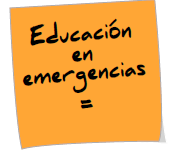 Educación
en
emergencias
=